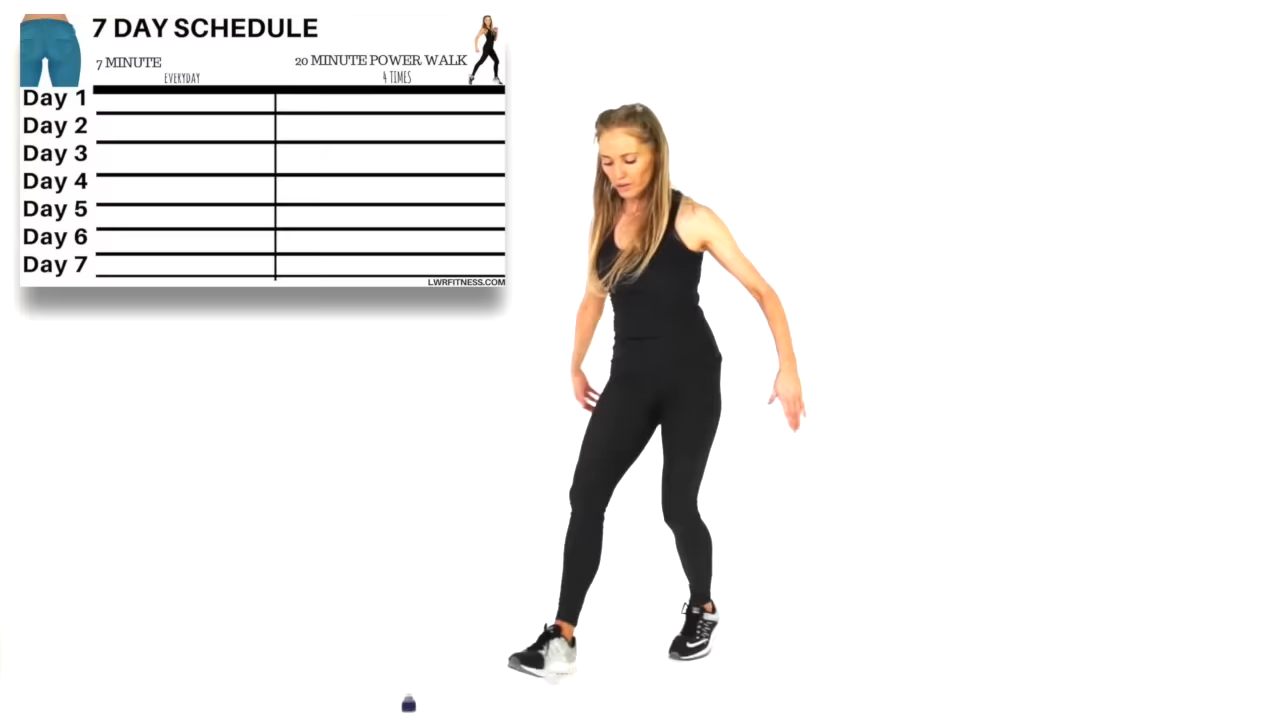 7 DAY SCHEDULE
7 MINUTE
EVERYDAY
20 MINUTE POWER WALK
4 TIMES
Day 1
Day 2
Day 3
Day 4
Day 5
Day 6
Day 7
LWRFITNESS.COM